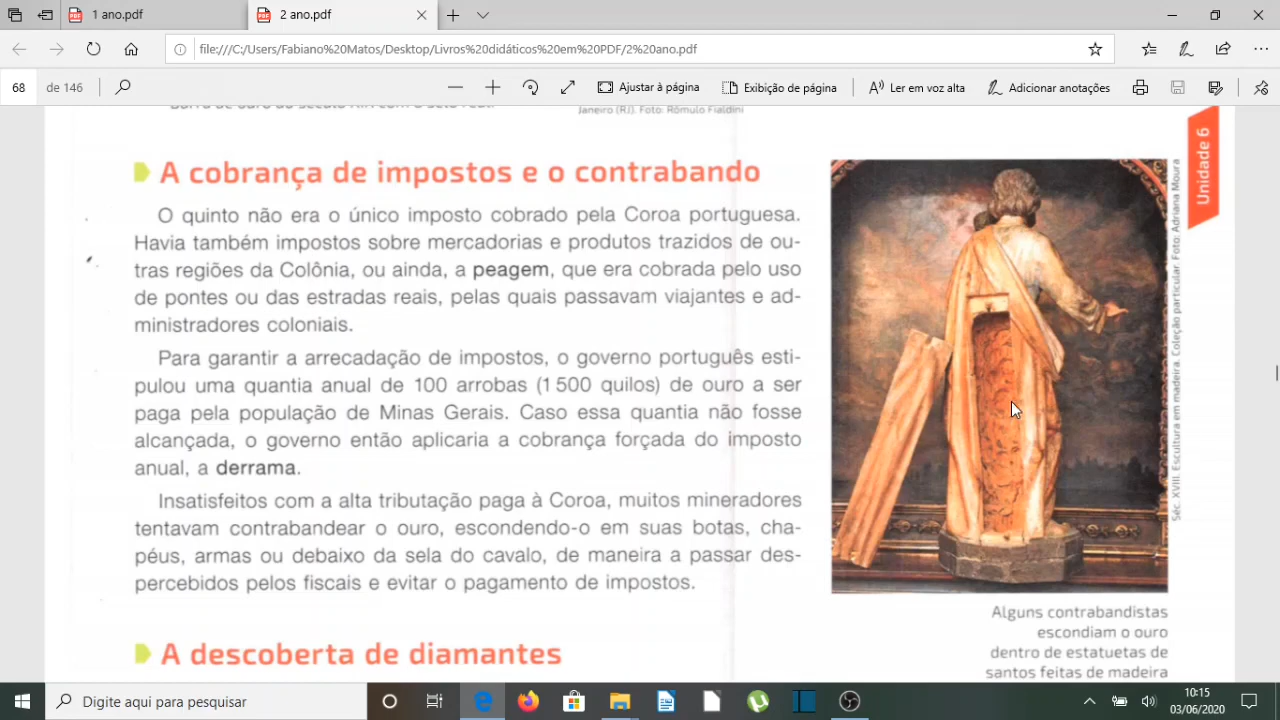 1 ano.pdf
2 ano.pdf
file:///C:/Users/Fabiano%20Matos/Desktop/Livros%20didáticos%20em%20PDF/2%20ano.pdf
68 de 146
Ajustar à página
Exibição de página
Ler em voz alta
Adicionar anotações
Janeiro (RJ). Foto: Rômulo Fialdini
Unidade 6
A cobrança de impostos e o contrabando
O quinto não era o único imposto cobrado pela Coroa portuguesa.
Havia também impostos sobre mercadorias e produtos trazidos de ou-
tras regiões da Colônia, ou ainda, a peagem, que era cobrada pelo uso
de pontes ou das estradas reais, pelas quais passavam viajantes e ad-
ministradores coloniais.
Para garantir a arrecadação de impostos, o governo português esti-
pulou uma quantia anual de 100 arrobas (1 500 quilos) de ouro a ser
paga pela população de Minas Gerais. Caso essa quantia não fosse
alcançada, o governo então aplicaria a cobrança forçada do imposto
anual, a derrama.
Insatisfeitos com a alta tributação paga à Coroa, muitos mineradores
tentavam contrabandear o ouro, escondendo-o em suas botas, cha-
péus, armas ou debaixo da sela do cavalo, de maneira a passar des-
percebidos pelos fiscais e evitar o pagamento de impostos.
A descoberta de diamantes
Séc. XVIII. Escultura em madeira. Coleção particular. Foto: Adriana Moura
Alguns contrabandistas
escondiam o ouro
dentro de estatuetas de
santos feitas de madeira
Digite aqui para pesquisar
10:15
03/06/2020